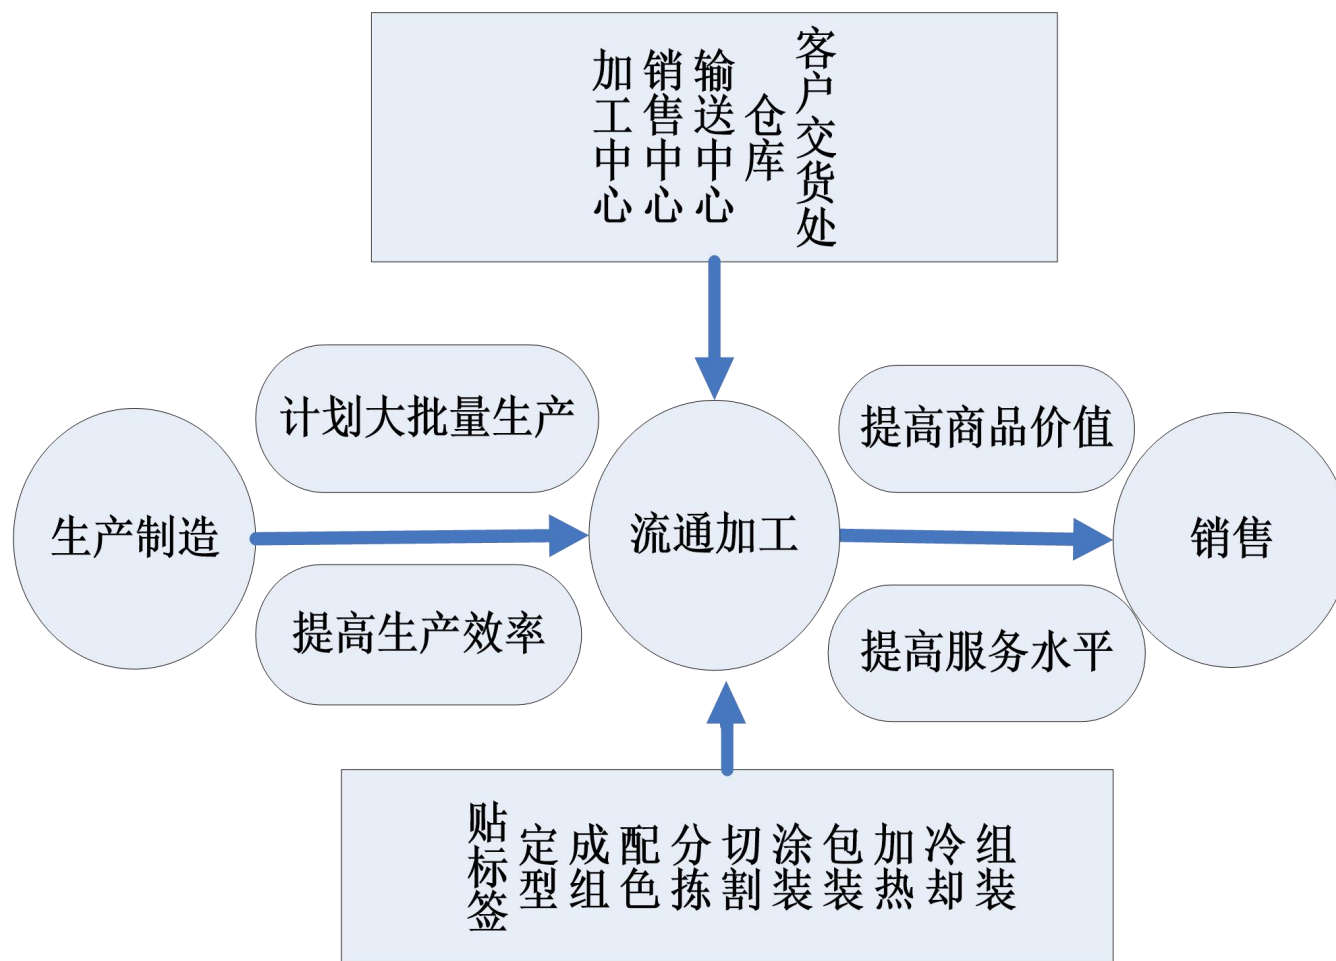 加工中心
销售中心
输送中心
仓库
客户交货处
计划大批量生产
提高商品价值
生产制造
流通加工
销售
提高生产效率
提高服务水平
贴标签
定型
成组
配色
分拣
切割
涂装
包装
加热
冷却
组装